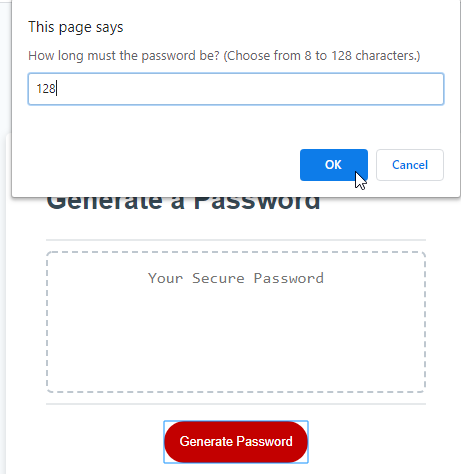 This page says
How long must the password be? (Choose from 8 to 128 characters.)
128
OK Cancel
Generate a Password
Your Secure Password
Generate Password